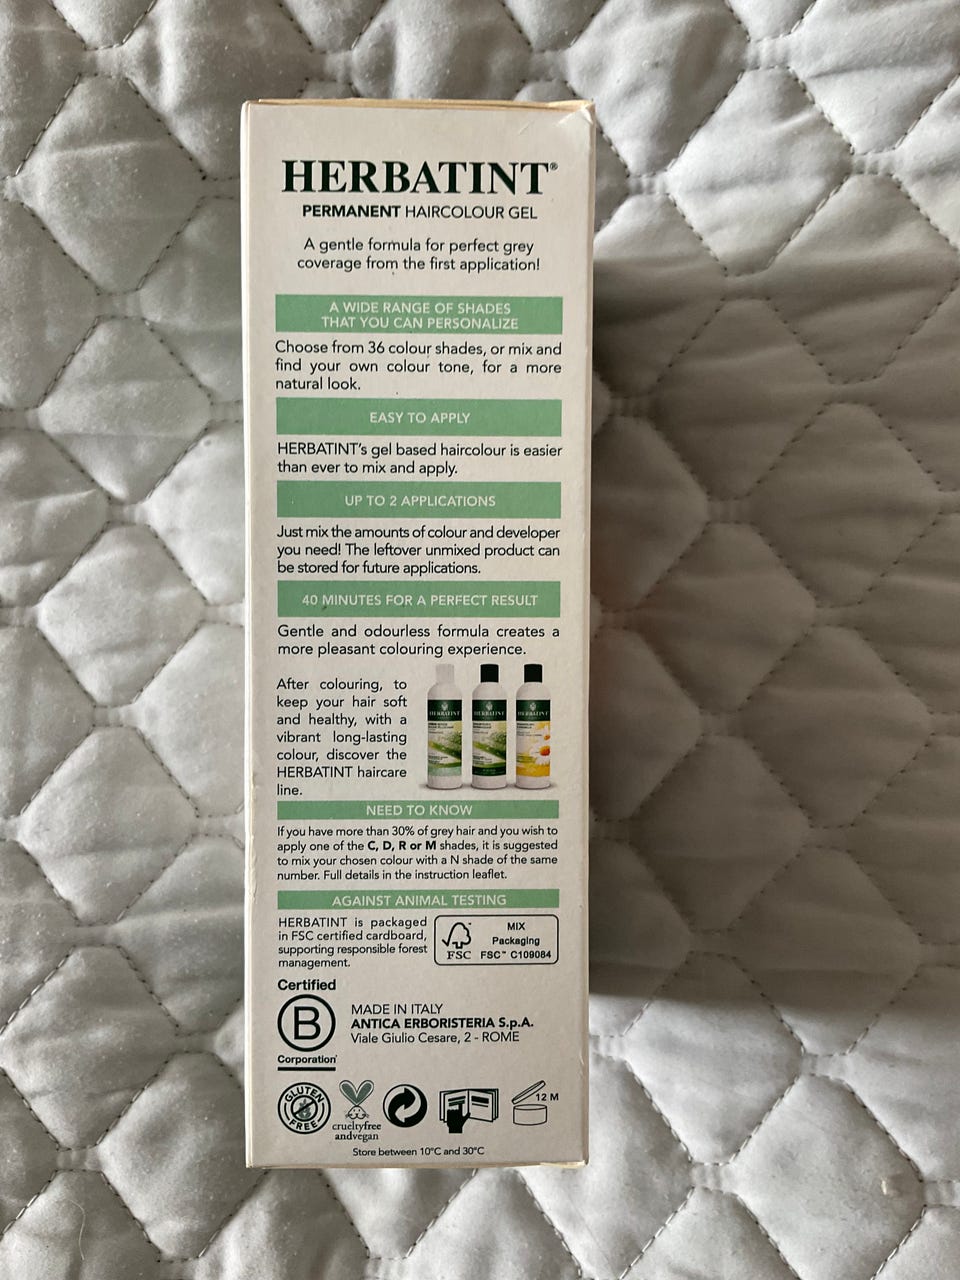 HERBATINT®
PERMANENT HAIRCOLOUR GEL
A gentle formula for perfect grey
coverage from the first application!
A WIDE RANGE OF SHADES
THAT YOU CAN PERSONALIZE
Choose from 36 colour shades, or mix and
find your own colour tone, for a more
natural look.
EASY TO APPLY
HERBATINT's gel based haircolour is easier
than ever to mix and apply.
UP TO 2 APPLICATIONS
Just mix the amounts of colour and developer
you need! The leftover unmixed product can
be stored for future applications.
40 MINUTES FOR A PERFECT RESULT
Gentle and odourless formula creates a
more pleasant colouring experience.
After colouring, to
keep your hair soft
and healthy, with a
vibrant long-lasting
colour, discover the
HERBATINT haircare
line.
HERBATINT
HERBATINT
HERBATINT
NEED TO KNOW
If you have more than 30% of grey hair and you wish to
apply one of the C, D, R or M shades, it is suggested
to mix your chosen colour with a N shade of the same
number. Full details in the instruction leaflet.
AGAINST ANIMAL TESTING
HERBATINT is packaged
in FSC certified cardboard,
supporting responsible forest
management.
FSC
MIX
Packaging
FSC™ C109084
Certified
B
Corporation
MADE IN ITALY
ANTICA ERBORISTERIA S.p.A.
Viale Giulio Cesare, 2 - ROME
GLUTEN
FREE
crueltyfree
andvegan
12 M
Store between 10°C and 30°C